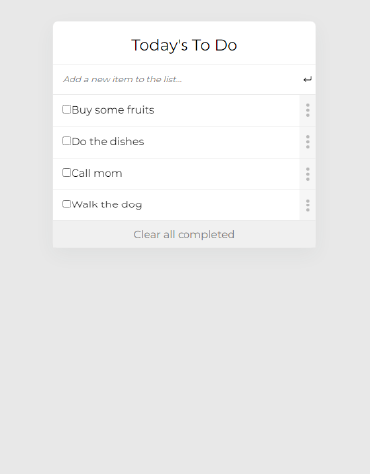 Today's To Do
Add a new item to the list...
Buy some fruits
Do the dishes
Call mom
Walk the dog
Clear all completed